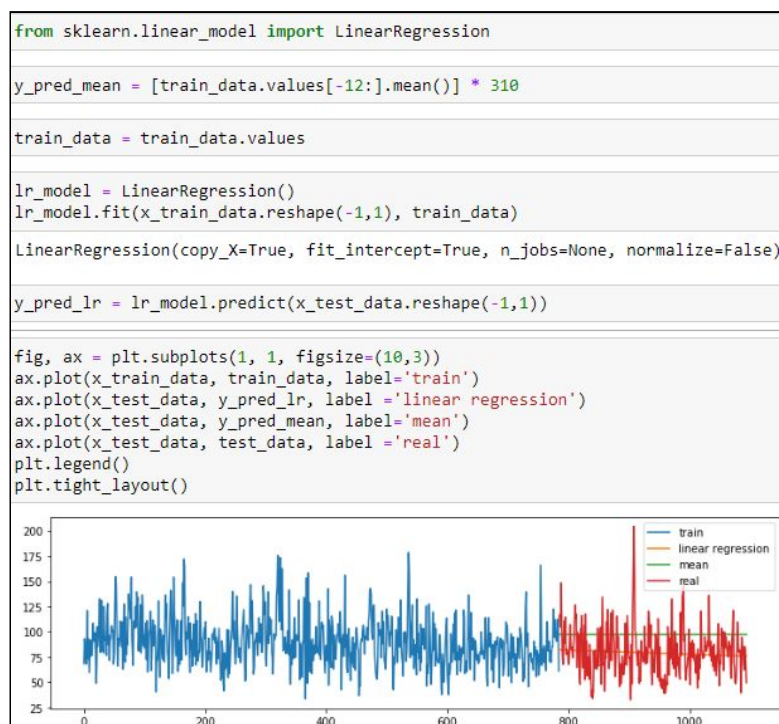 from sklearn.linear_model import LinearRegression
y_pred_mean = [train_data.values[-12:].mean()] * 310
train_data = train_data.values
lr_model = LinearRegression()
lr_model.fit(x_train_data.reshape(-1,1), train_data)
LinearRegression(copy_X=True, fit_intercept=True, n_jobs=None, normalize=False)
y_pred_lr = lr_model.predict(x_test_data.reshape(-1,1))
fig, ax = plt.subplots(1, 1, figsize=(10,3))
ax.plot(x_train_data, train_data, label='train')
ax.plot(x_test_data, y_pred_lr, label ='linear regression')
ax.plot(x_test_data, y_pred_mean, label='mean')
ax.plot(x_test_data, test_data, label ='real')
plt.legend()
plt.tight_layout()
200
175
150
125
100
75
50
25
train
linear regression
mean
real
0 200 400 600 800 1000